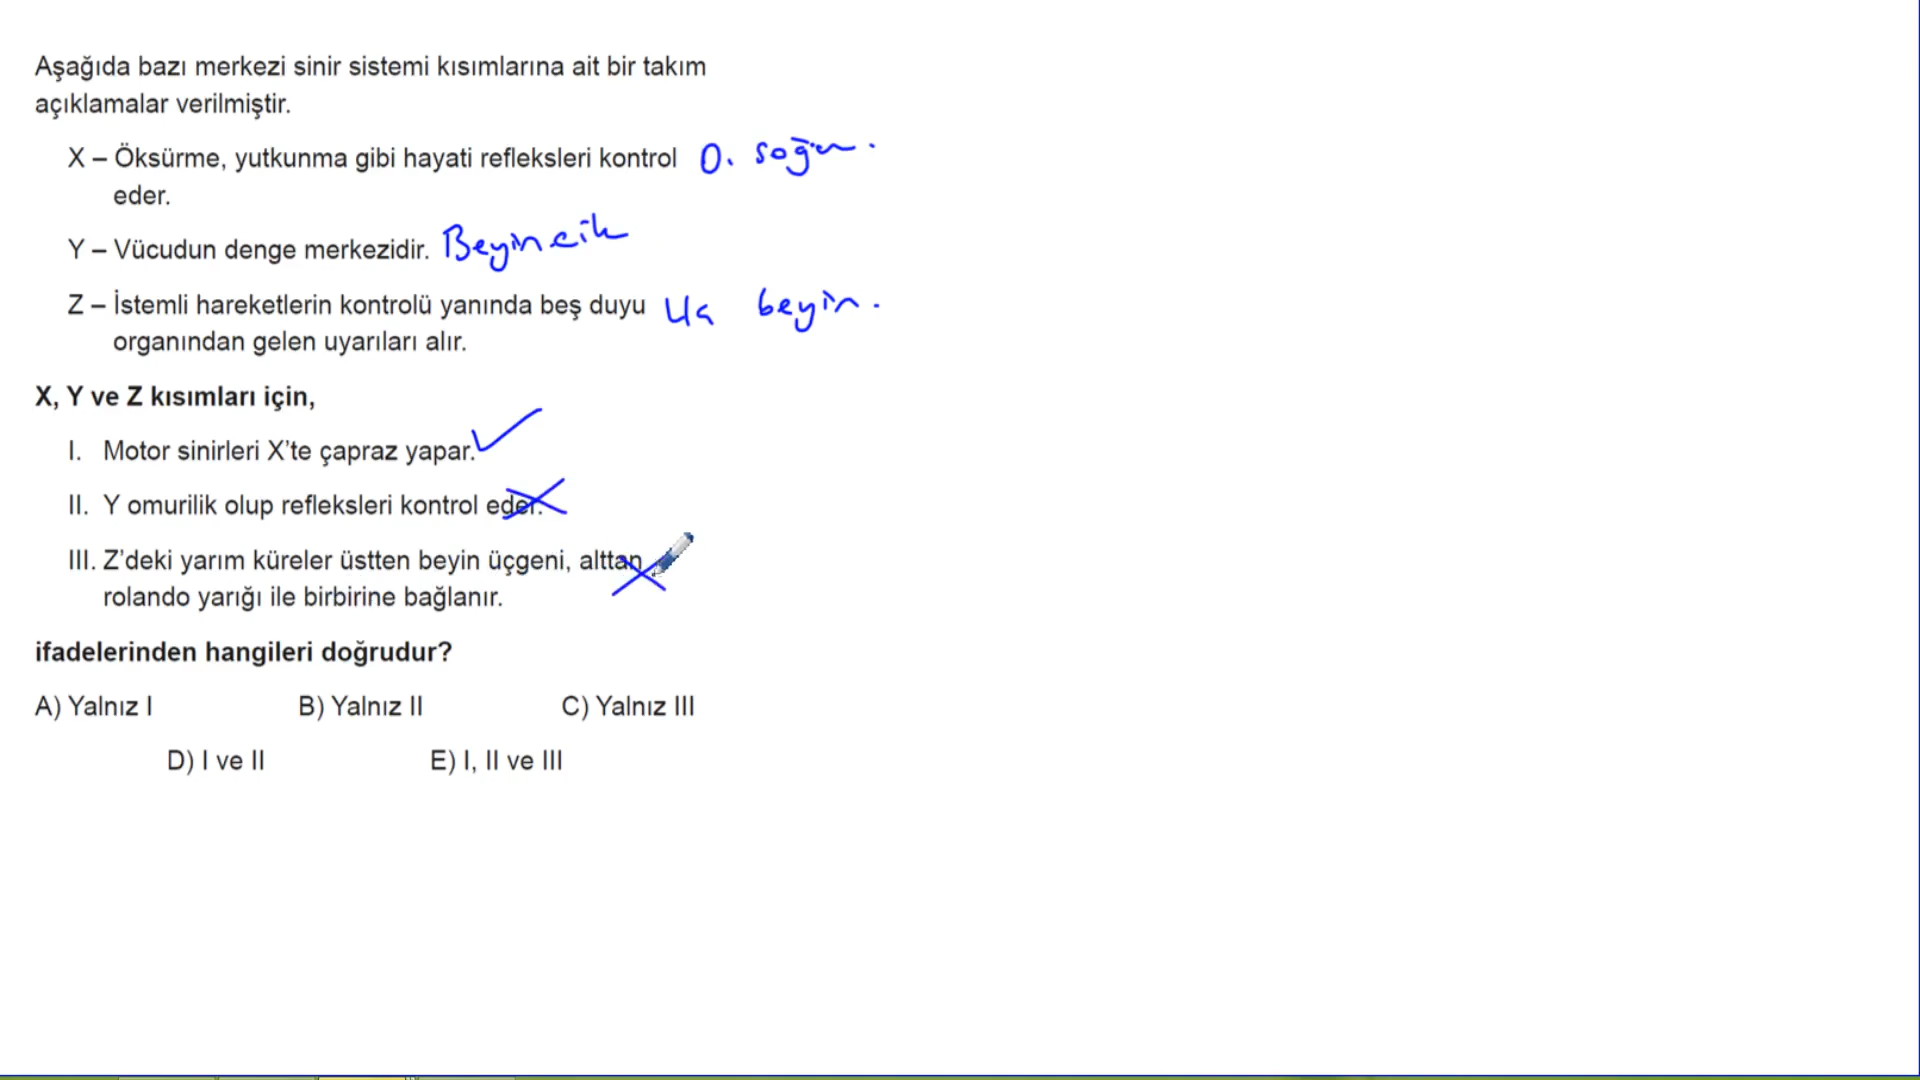 Aşağıda bazı merkezi sinir sistemi kısımlarına ait bir takım
açıklamalar verilmiştir.
X – Öksürme, yutkunma gibi hayati refleksleri kontrol O. soğan.
eder.
Y – Vücudun denge merkezidir. Beyincik
Z – İstemli hareketlerin kontrolü yanında beş duyu Uç beyin.
organından gelen uyarıları alır.
X, Y ve Z kısımları için,
I. Motor sinirleri X’te çapraz yapar.
II. Y omurilik olup refleksleri kontrol eder.
III. Z’deki yarım küreler üstten beyin üçgeni, alttan
rolando yarığı ile birbirine bağlanır.
ifadelerinden hangileri doğrudur?
A) Yalnız I B) Yalnız II C) Yalnız III
D) I ve II E) I, II ve III